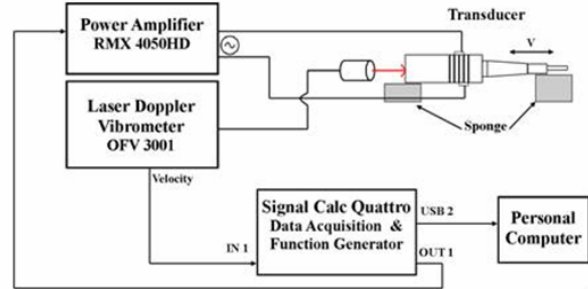 Power Amplifier
RMX 4050HD
Transducer
V
Laser Doppler
Vibrometer
OFV 3001
Sponge
Velocity
Signal Calc Quattro
Data Acquisition &
Function Generator
IN 1
USB 2
OUT 1
Personal
Computer